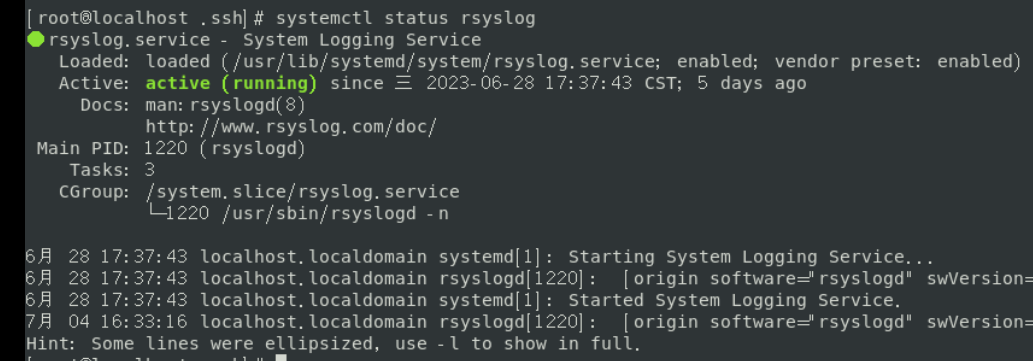 [root@localhost .ssh]# systemctl status rsyslog
● rsyslog.service - System Logging Service
   Loaded: loaded (/usr/lib/systemd/system/rsyslog.service; enabled; vendor preset: enabled)
   Active: active (running) since 三 2023-06-28 17:37:43 CST; 5 days ago
     Docs: man:rsyslogd(8)
           http://www.rsyslog.com/doc/
 Main PID: 1220 (rsyslogd)
    Tasks: 3
   CGroup: /system.slice/rsyslog.service
           └─1220 /usr/sbin/rsyslogd -n
6月 28 17:37:43 localhost.localdomain systemd[1]: Starting System Logging Service...
6月 28 17:37:43 localhost.localdomain rsyslogd[1220]:  [origin software="rsyslogd" swVersion=
6月 28 17:37:43 localhost.localdomain systemd[1]: Started System Logging Service.
7月 04 16:33:16 localhost.localdomain rsyslogd[1220]:  [origin software="rsyslogd" swVersion=
Hint: Some lines were ellipsized, use -l to show in full.